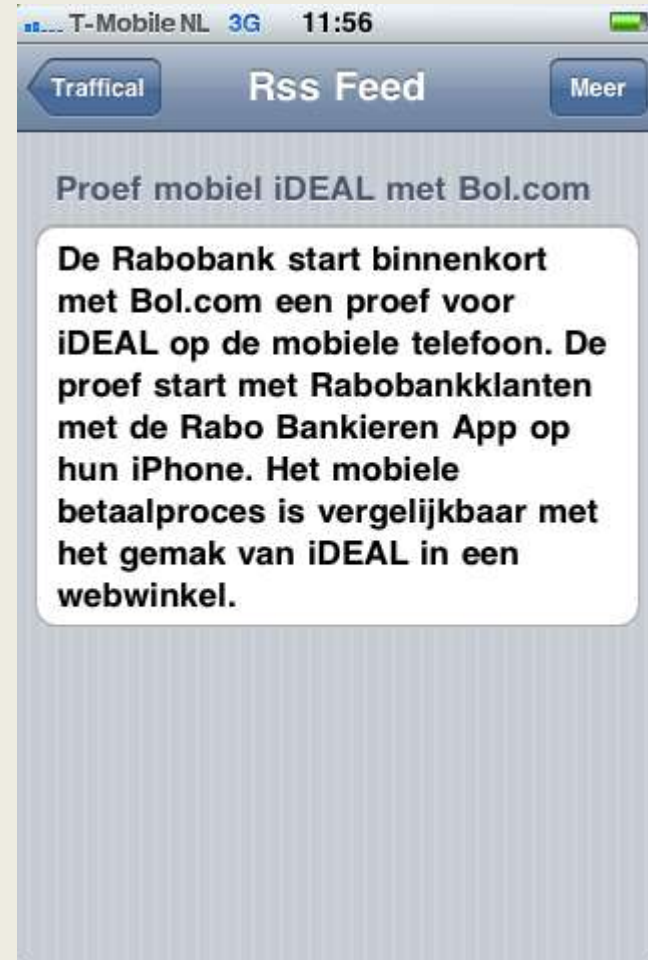 T-Mobile NL 3G 11:56
Traffical Rss Feed Meer
Proef mobiel iDEAL met Bol.com
De Rabobank start binnenkort
met Bol.com een proef voor
iDEAL op de mobiele telefoon. De
proef start met Rabobankklanten
met de Rabo Bankieren App op
hun iPhone. Het mobiele
betaalproces is vergelijkbaar met
het gemak van iDEAL in een
webwinkel.